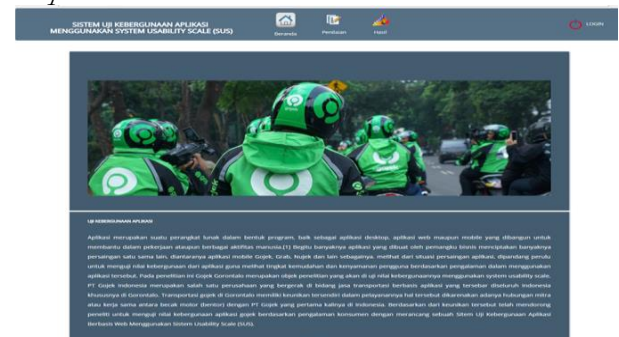 SISTEM UJI KEBERGUNAAN APLIKASI
MENGGUNAKAN SYSTEM USABILITY SCALE (SUS)
Beranda
Penilaian
Hasil
LOGIN
gojek
UJI KEBERGUNAAN APLIKASI
Aplikasi merupakan suatu perangkat lunak dalam bentuk program, baik sebagai aplikasi desktop, aplikasi web maupun mobile yang dibangun untuk
membantu dalam pekerjaan ataupun berbagai aktifitas manusia.(1) Begitu banyaknya aplikasi yang dibuat oleh pemangku bisnis menciptakan banyaknya
persaingan satu sama lain, diantaranya aplikasi mobile Gojek, Grab, hujek dan lain sebagainya. melihat dari situasi persaingan aplikasi, dipandang perulu
untuk menguji nilai kebergunaan dari aplikasi guna melihat tingkat kemudahan dan kenyamanan pengguna berdasarkan pengalaman dalam menggunakan
aplikasi tersebut. Pada penelitian ini Gojek Gorontalo merupakan objek penelitian yang akan di uji nilai kebergunaannya menggunakan system usability scale.
PT Gojek Indonesia merupakan salah satu perusahaan yang bergerak di bidang jasa transportasi berbasis aplikasi yang tersebar diseluruh Indonesia
khususnya di Gorontalo. Transportasi gojek di Gorontalo memiliki keunikan tersendiri dalam pelayanannya hal tersebut dikarenakan adanya hubungan mitra
atau kerja sama antara becak motor (bentor) dengan PT Gojek yang pertama kalinya di Indonesia. Berdasarkan dari keunikan tersebut telah mendorong
peneliti untuk menguji nilai kebergunaan aplikasi gojek berdasarkan pengalaman konsumen dengan merancang sebuah Sitem Uji Kebergunaan Aplikasi
Berbasis Web Menggunakan Sistem Usability Scale (SUS).